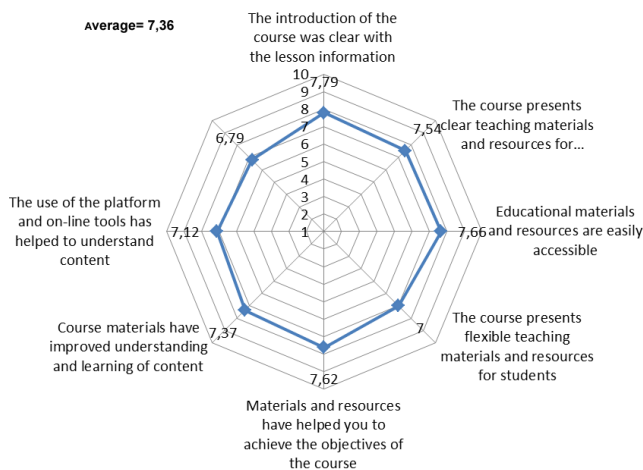 Average= 7,36
The introduction of the
course was clear with
the lesson information
10
7,79
9
8
7
6
5
4
3
2
1
7,54
The course presents
clear teaching materials
and resources for...
7,66
Educational materials
and resources are easily
accessible
7
The course presents
flexible teaching
materials and resources
for students
7,62
Materials and resources
have helped you to
achieve the objectives of
the course
7,37
Course materials have
improved understanding
and learning of content
7,12
The use of the platform
and on-line tools has
helped to understand
content
6,79